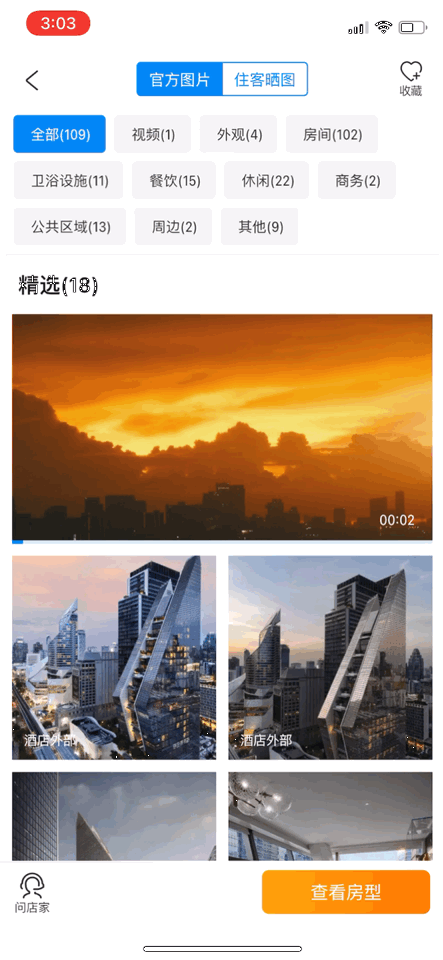 3:03
官方图片 住客晒图
收藏
全部(109) 视频(1) 外观(4) 房间(102)
卫浴设施(11) 餐饮(15) 休闲(22) 商务(2)
公共区域(13) 周边(2) 其他(9)
精选(18)
00:02
酒店外部 酒店外部
问店家
查看房型